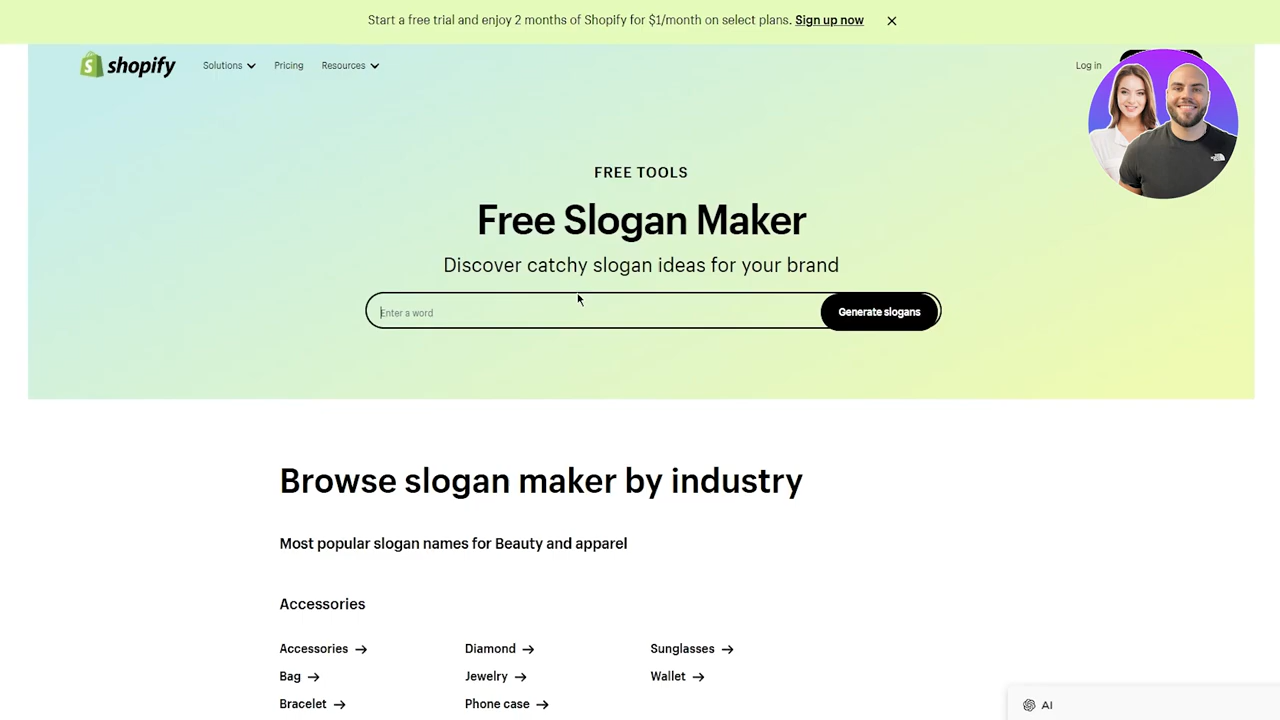 Start a free trial and enjoy 2 months of Shopify for $1/month on select plans. Sign up now
shopify Solutions Pricing Resources Log in
FREE TOOLS
Free Slogan Maker
Discover catchy slogan ideas for your brand
Enter a word Generate slogans
Browse slogan maker by industry
Most popular slogan names for Beauty and apparel
Accessories
Accessories → Diamond → Sunglasses →
Bag → Jewelry → Wallet →
Bracelet → Phone case →
AI